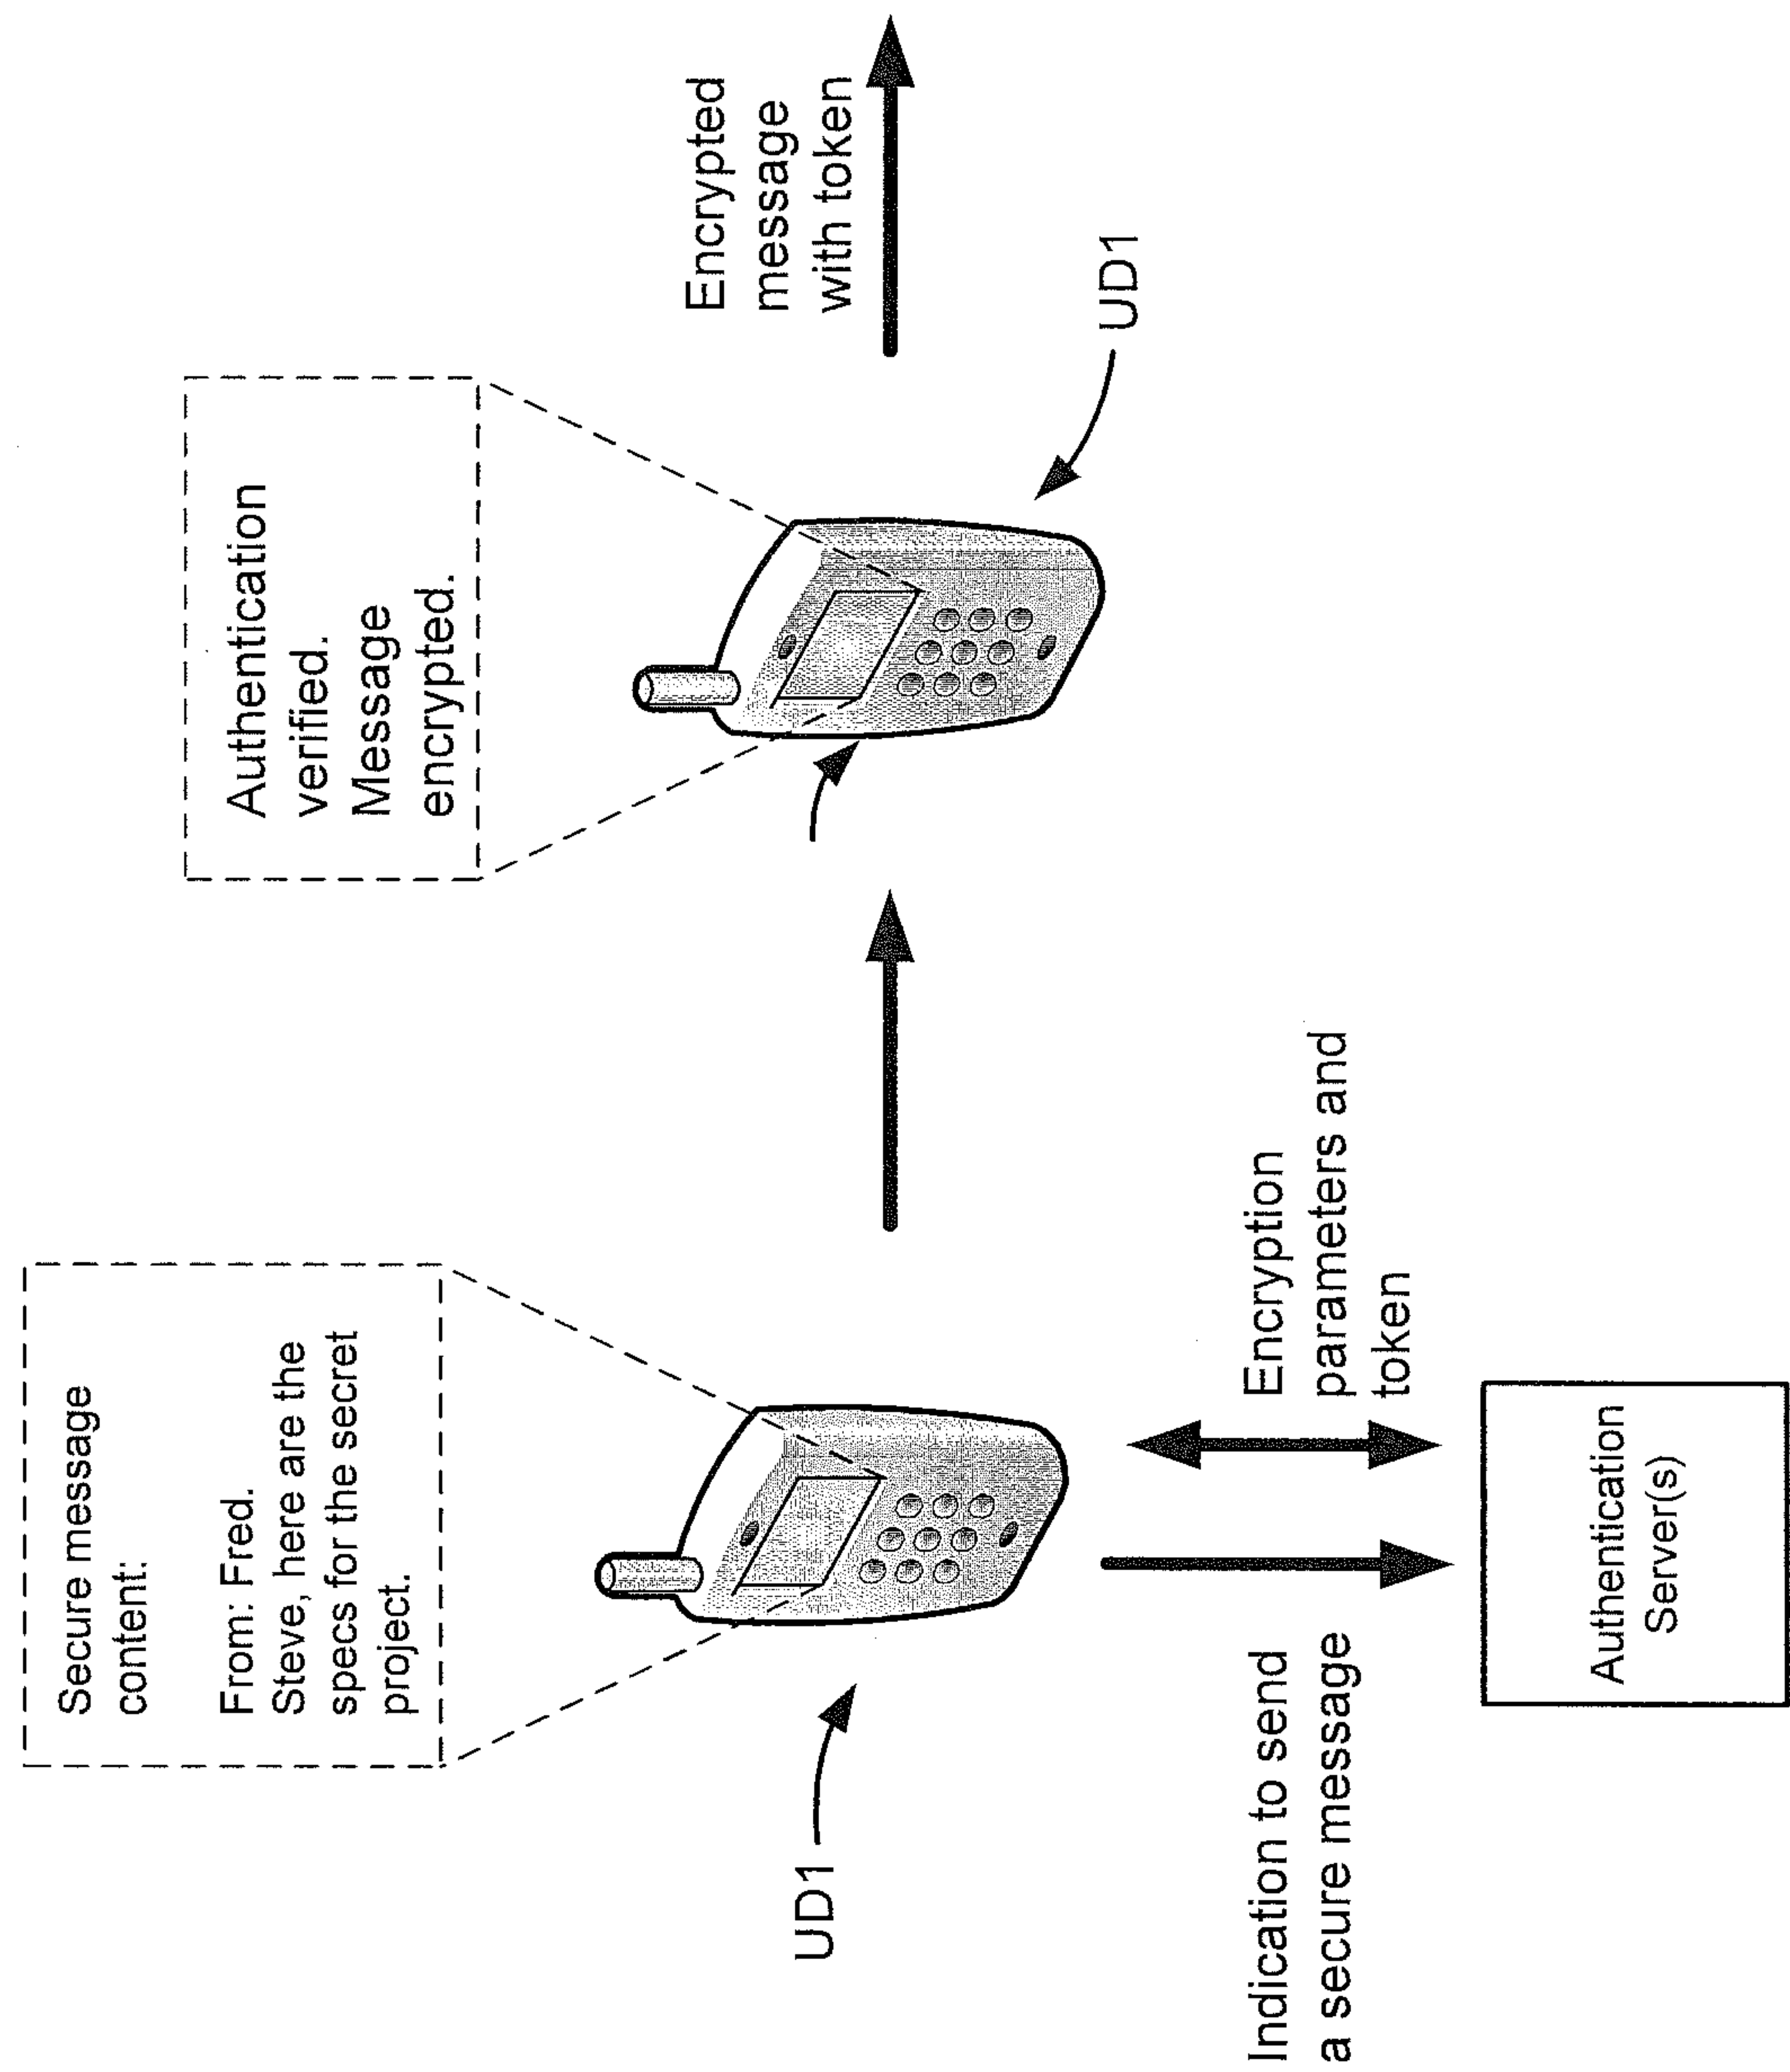 Secure message
content:
From: Fred.
Steve, here are the
specs for the secret
project.
UD1
Indication to send
a secure message
Encryption
parameters and
token
Authentication
Server(s)
Authentication
verified.
Message
encrypted.
UD1
Encrypted
message
with token